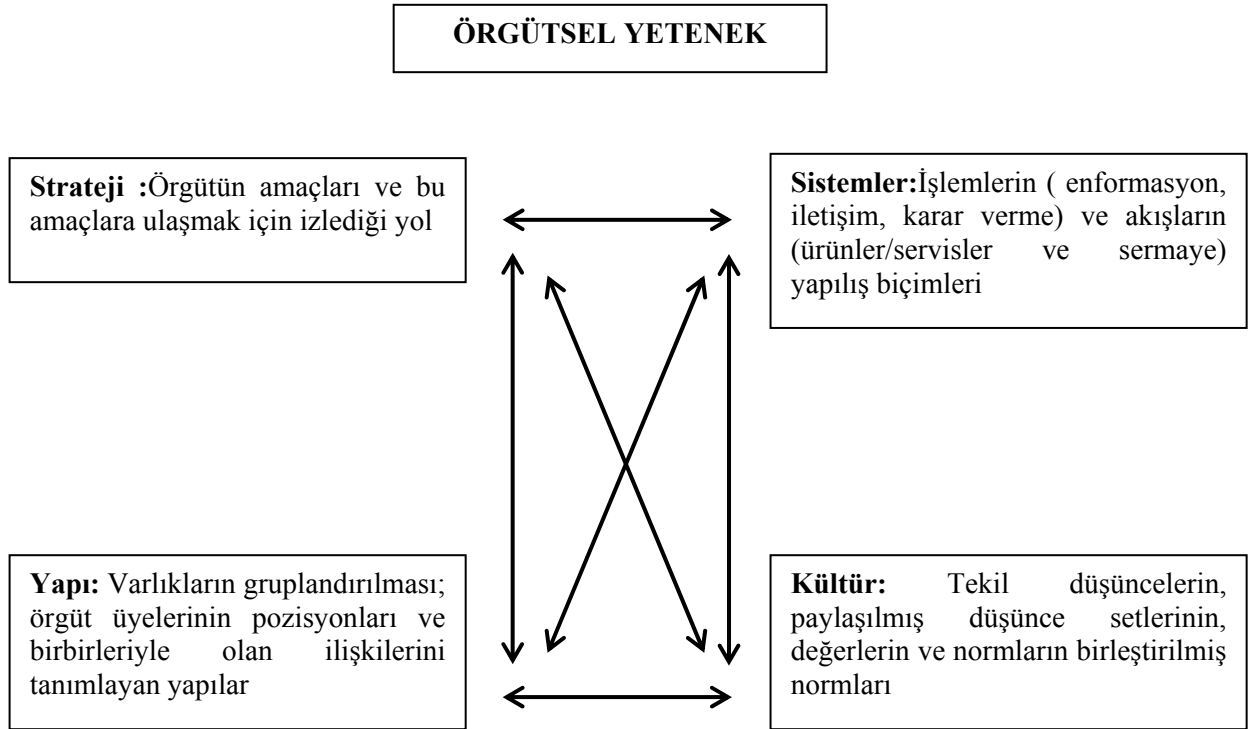 ÖRGÜTSEL YETENEK
Strateji :Örgütün amaçları ve bu
amaçlara ulaşmak için izlediği yol
Sistemler:İşlemlerin ( enformasyon,
iletişim, karar verme) ve akışların
(ürünler/servisler ve sermaye)
yapılış biçimleri
Yapı: Varlıkların gruplandırılması;
örgüt üyelerinin pozisyonları ve
birbirleriyle olan ilişkilerini
tanımlayan yapılar
Kültür: Tekil düşüncelerin,
paylaşılmış düşünce setlerinin,
değerlerin ve normların birleştirilmiş
normları